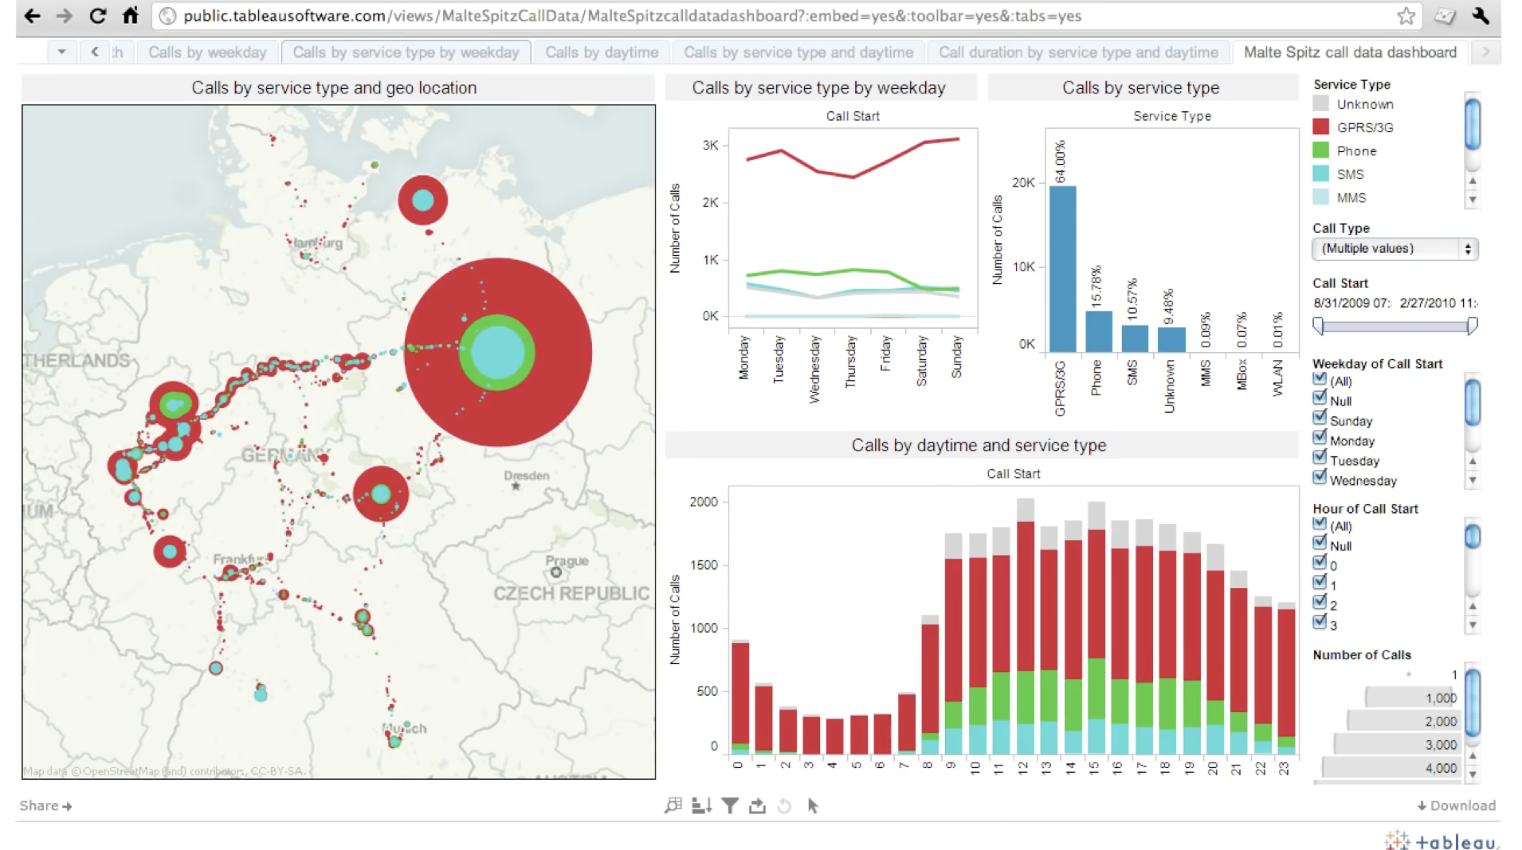 public.tableausoftware.com/views/MalteSpitzCallData/MalteSpitzcalldatadashboard?:embed=yes&:toolbar=yes&:tabs=yes
Calls by weekday
Calls by service type by weekday
Calls by daytime
Calls by service type and daytime
Call duration by service type and daytime
Malte Spitz call data dashboard
Calls by service type and geo location
THERLANDS
GERMANY
UM
Dresden
Prague
CZECH REPUBLIC
Map data © OpenStreetMap (and) contributors, CC-BY-SA.
Calls by service type by weekday
Call Start
Number of Calls
3K
2K
1K
0K
Monday
Tuesday
Wednesday
Thursday
Friday
Saturday
Sunday
Calls by service type
Service Type
Number of Calls
20K
10K
0K
64.00%
15.78%
10.57%
9.48%
0.09%
0.07%
0.01%
GPRS/3G
Phone
SMS
Unknown
MMS
MBox
WLAN
Calls by daytime and service type
Call Start
Number of Calls
2000
1500
1000
500
0
0 1 2 3 4 5 6 7 8 9 10 11 12 13 14 15 16 17 18 19 20 21 22 23
Service Type
Unknown
GPRS/3G
Phone
SMS
MMS
Call Type
(Multiple values)
Call Start
8/31/2009 07: 2/27/2010 11:
Weekday of Call Start
(All)
Null
Sunday
Monday
Tuesday
Wednesday
Hour of Call Start
(All)
Null
0
1
2
3
Number of Calls
1
1,000
2,000
3,000
4,000
Share
Download
tableau